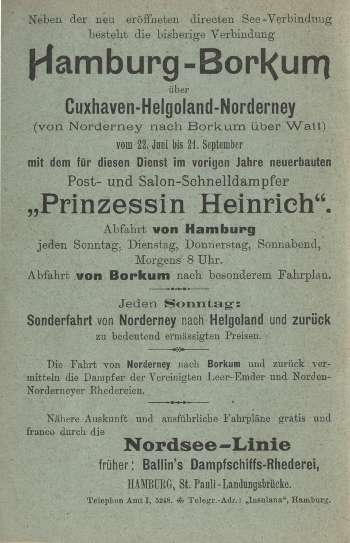 Neben der neu eröffneten directen See-Verbindung
besteht die bisherige Verbindung
Hamburg-Borkum
über
Cuxhaven-Helgoland-Norderney
(von Norderney nach Borkum über Watt)
vom 22. Juni bis 21. September
mit dem für diesen Dienst im vorigen Jahre neuerbauten
Post- und Salon-Schnelldampfer
„Prinzessin Heinrich“.
Abfahrt von Hamburg
jeden Sonntag, Dienstag, Donnerstag, Sonnabend,
Morgens 8 Uhr.
Abfahrt von Borkum nach besonderem Fahrplan.
Jeden Sonntag:
Sonderfahrt von Norderney nach Helgoland und zurück
zu bedeutend ermässigten Preisen.
Die Fahrt von Norderney nach Borkum und zurück ver-
mitteln die Dampfer der Vereinigten Leer-Emder und Norden-
Norderneyer Rhedereien.
Nähere Auskunft und ausführliche Fahrpläne gratis und
franco durch die
Nordsee-Linie
früher: Ballin's Dampfschiffs-Rhederei,
HAMBURG, St. Pauli-Landungsbrücke.
Telephon Amt I, 5248. Telegr.-Adr.: „Insulana“, Hamburg.